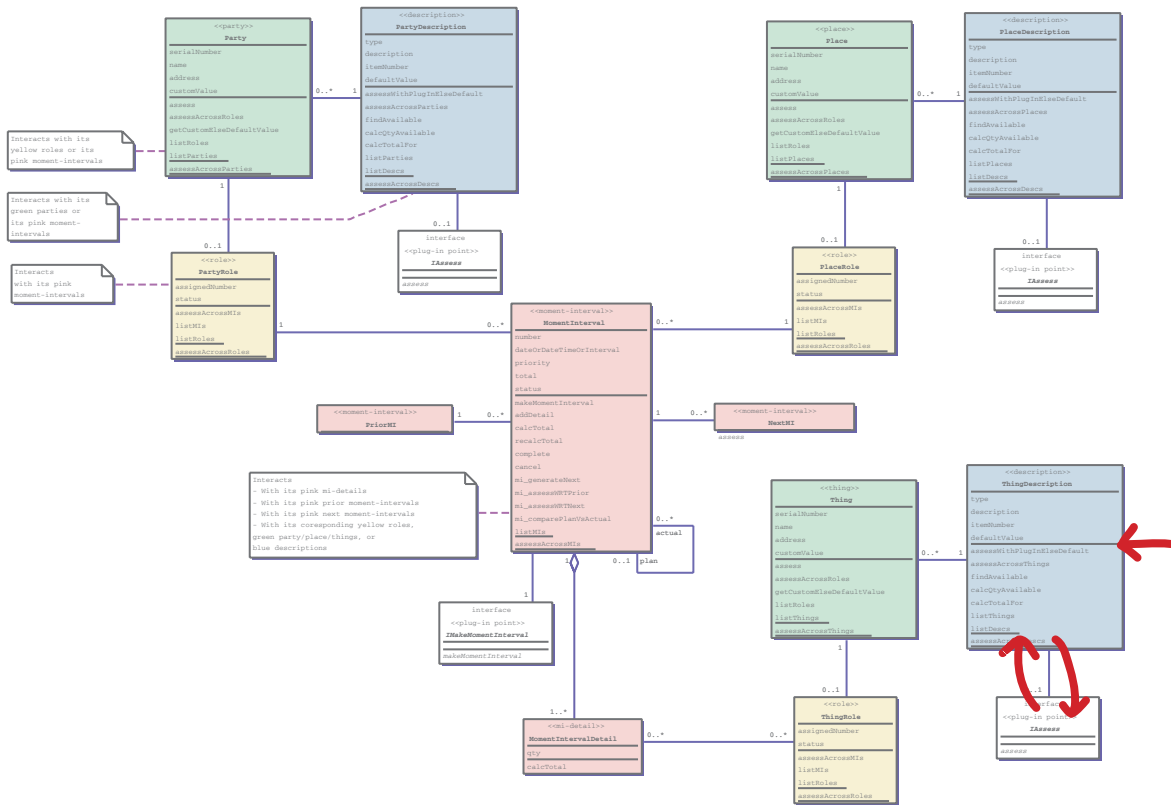 <<party>>
Party
serialNumber
name
address
customValue
assess
assessAcrossRoles
getCustomElseDefaultValue
listRoles
listParties
assessAcrossParties
<<description>>
PartyDescription
type
description
itemNumber
defaultValue
assessWithPlugInElseDefault
assessAcrossParties
findAvailable
calcQtyAvailable
calcTotalFor
listParties
listDescs
assessAcrossDescs
0..*
1
<<place>>
Place
serialNumber
name
address
customValue
assess
assessAcrossRoles
getCustomElseDefaultValue
listRoles
listPlaces
assessAcrossPlaces
<<description>>
PlaceDescription
type
description
itemNumber
defaultValue
assessWithPlugInElseDefault
assessAcrossPlaces
findAvailable
calcQtyAvailable
calcTotalFor
listPlaces
listDescs
assessAcrossDescs
0..*
1
Interacts with its
yellow roles or its
pink moment-intervals
Interacts with its
green parties or
its pink moment-
intervals
Interacts
with its pink
moment-intervals
1
0..1
<<role>>
PartyRole
assignedNumber
status
assessAcrossMIs
listMIs
listRoles
assessAcrossRoles
0..1
interface
<<plug-in point>>
IAssess
assess
1
0..1
<<role>>
PlaceRole
assignedNumber
status
assessAcrossMIs
listMIs
listRoles
assessAcrossRoles
0..1
interface
<<plug-in point>>
IAssess
assess
1
0..*
0..*
1
<<moment-interval>>
MomentInterval
number
dateOrDateTimeOrInterval
priority
total
status
makeMomentInterval
addDetail
calcTotal
recalcTotal
complete
cancel
mi_generateNext
mi_assessWRTPrior
mi_assessWRTNext
mi_comparePlanVsActual
listMIs
assessAcrossMIs
<<moment-interval>>
PriorMI
1
0..*
1
0..*
<<moment-interval>>
NextMI
assess
Interacts
- With its pink mi-details
- With its pink prior moment-intervals
- With its pink next moment-intervals
- With its coresponding yellow roles,
green party/place/things, or
blue descriptions
0..*
actual
0..1
plan
1
1
interface
<<plug-in point>>
IMakeMomentInterval
makeMomentInterval
1..*
<<mi-detail>>
MomentIntervalDetail
qty
calcTotal
0..*
0..*
<<thing>>
Thing
serialNumber
name
address
customValue
assess
assessAcrossRoles
getCustomElseDefaultValue
listRoles
listThings
assessAcrossThings
0..*
1
<<description>>
ThingDescription
type
description
itemNumber
defaultValue
assessWithPlugInElseDefault
assessAcrossThings
findAvailable
calcQtyAvailable
calcTotalFor
listThings
listDescs
1
0..1
<<role>>
ThingRole
assignedNumber
status
assessAcrossMIs
listMIs
listRoles
assessAcrossRoles
interface
<<plug-in point
IAssess
assess